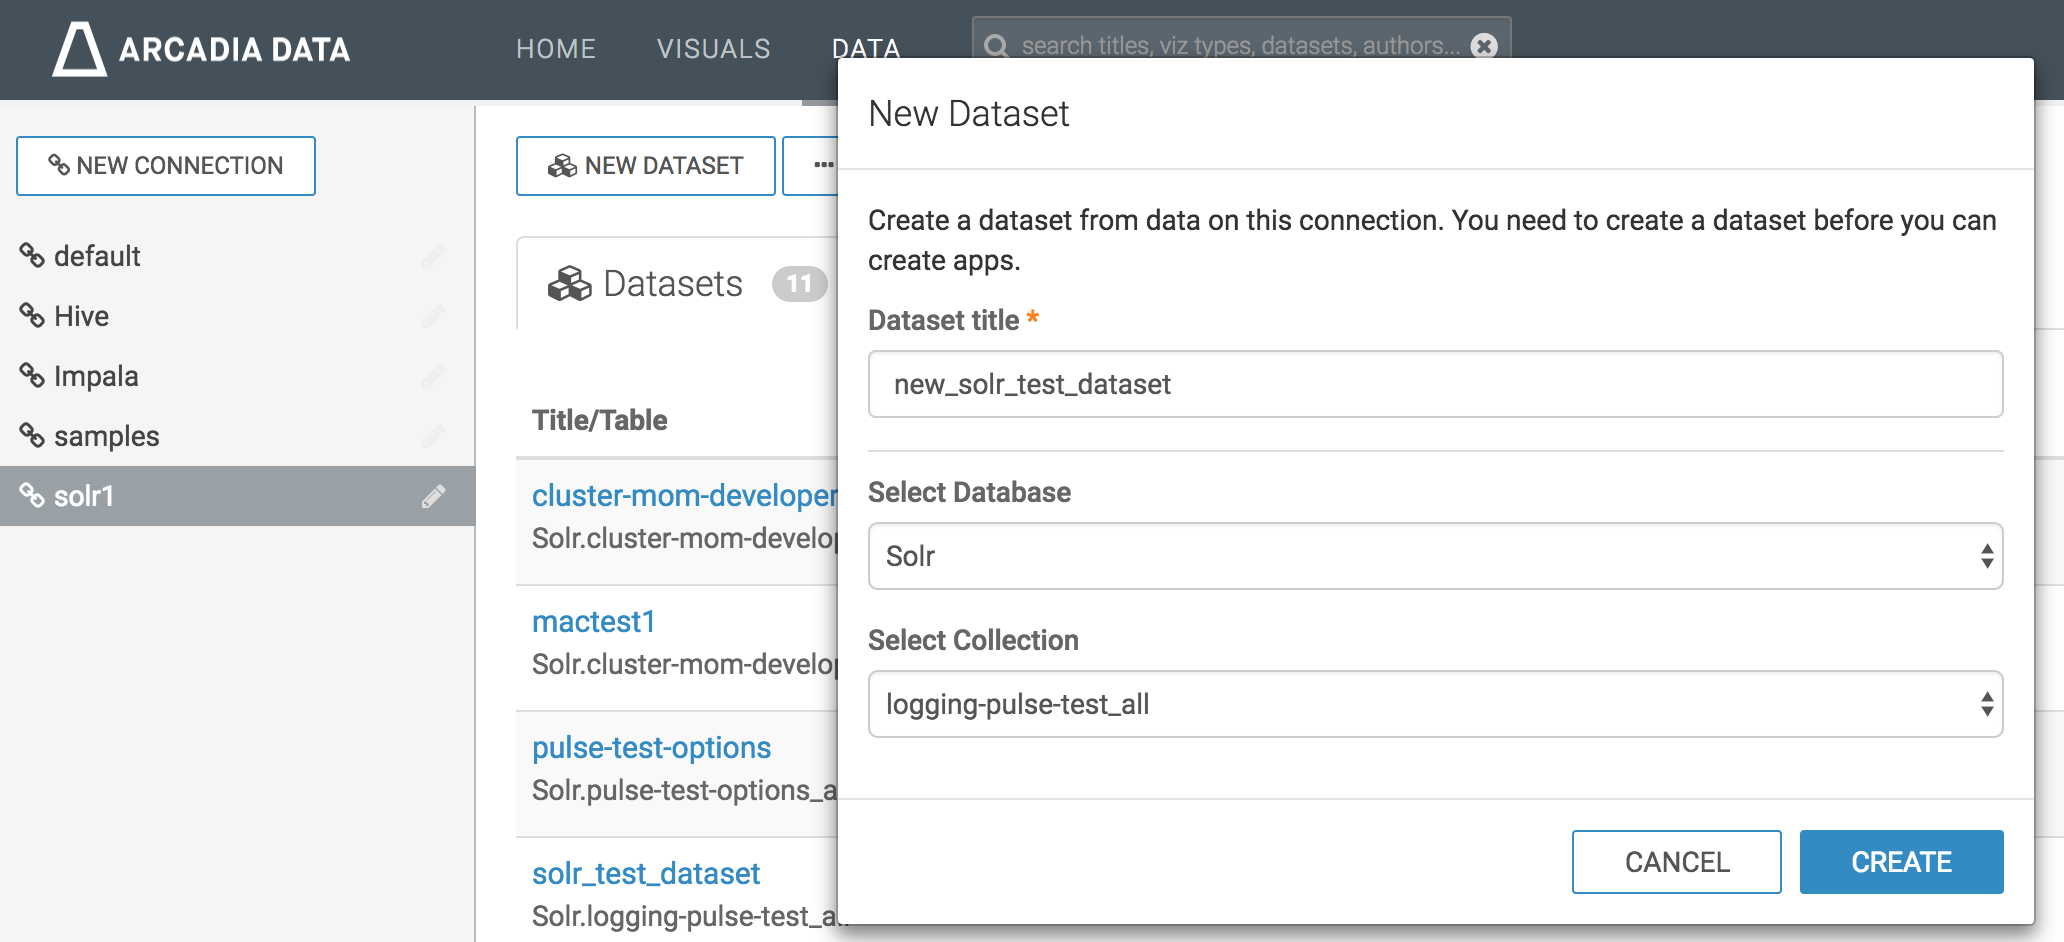 ARCADIA DATA
HOME
VISUALS
DATA
search titles, viz types, datasets, authors...
NEW CONNECTION
default
Hive
Impala
samples
solr1
NEW DATASET
Datasets 11
Title/Table
cluster-mom-developer
Solr.cluster-mom-develop
mactest1
Solr.cluster-mom-develop
pulse-test-options
Solr.pulse-test-options_a
solr_test_dataset
Solr.logging-pulse-test_al
New Dataset
Create a dataset from data on this connection. You need to create a dataset before you can
create apps.
Dataset title *
new_solr_test_dataset
Select Database
Solr
Select Collection
logging-pulse-test_all
CANCEL
CREATE